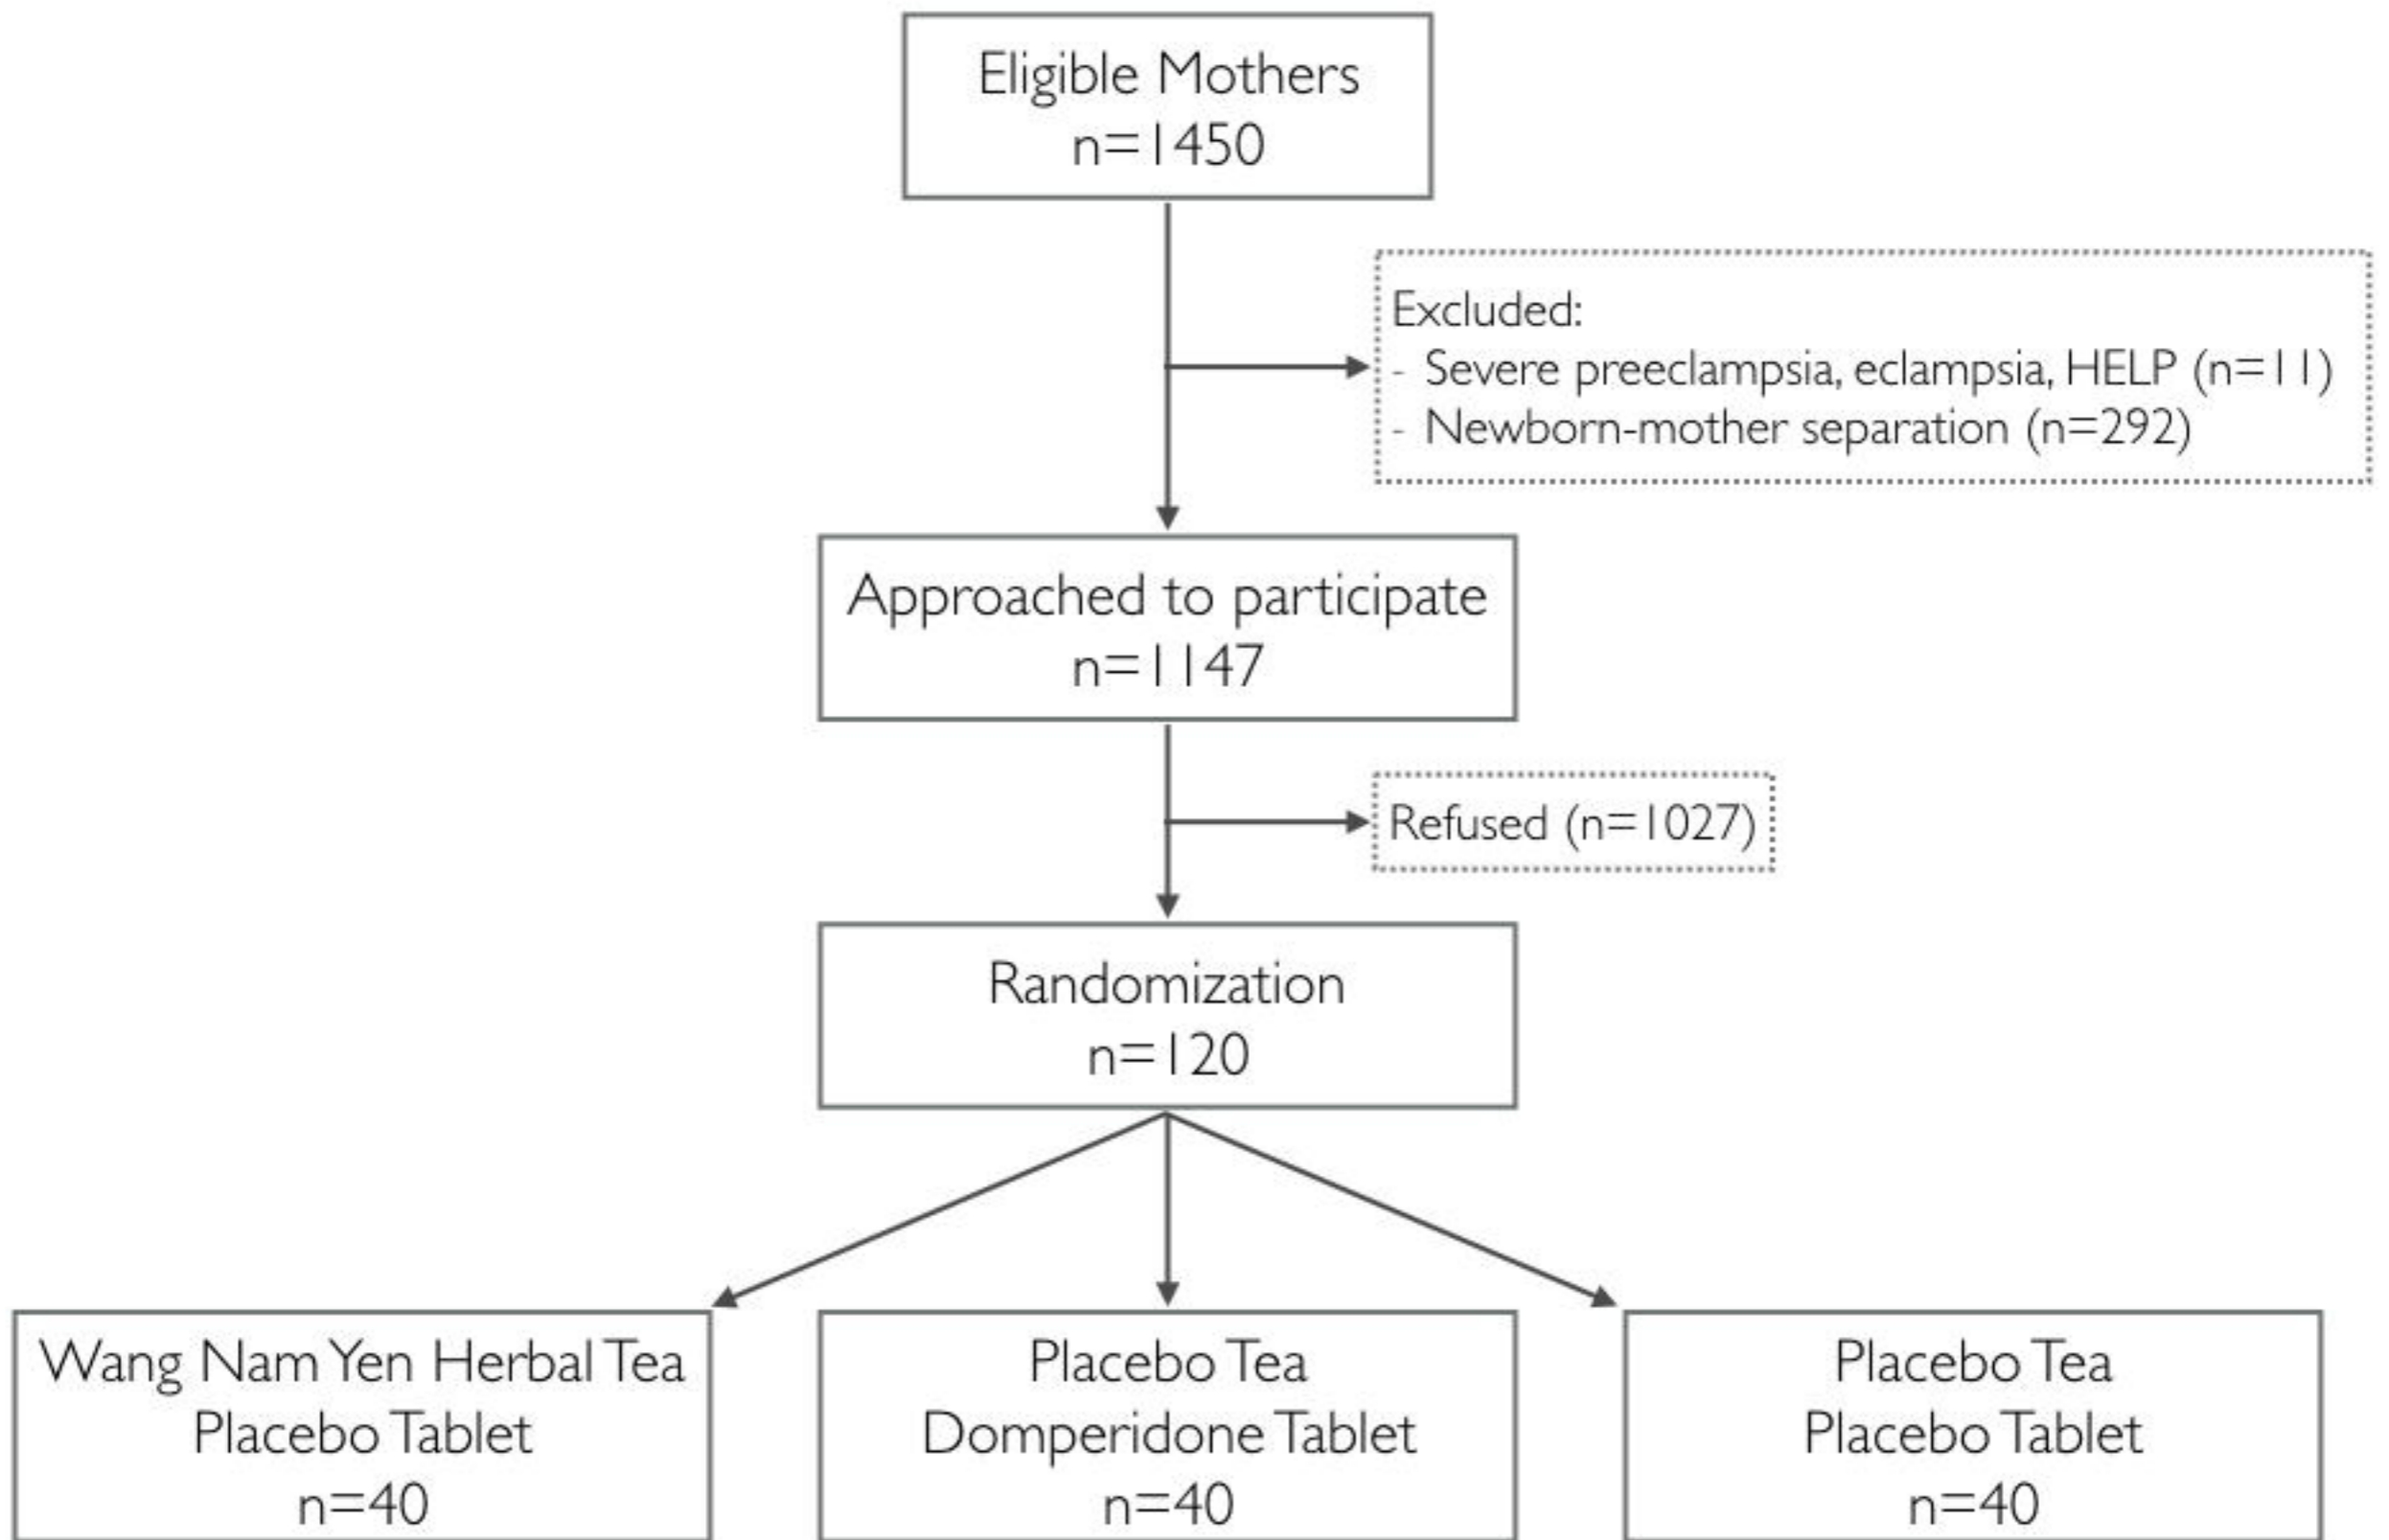 Eligible Mothers
n=1450
Excluded:
- Severe preeclampsia, eclampsia, HELP (n=11)
- Newborn-mother separation (n=292)
Approached to participate
n=1147
Refused (n=1027)
Randomization
n=120
Wang Nam Yen Herbal Tea
Placebo Tablet
n=40
Placebo Tea
Domperidone Tablet
n=40
Placebo Tea
Placebo Tablet
n=40